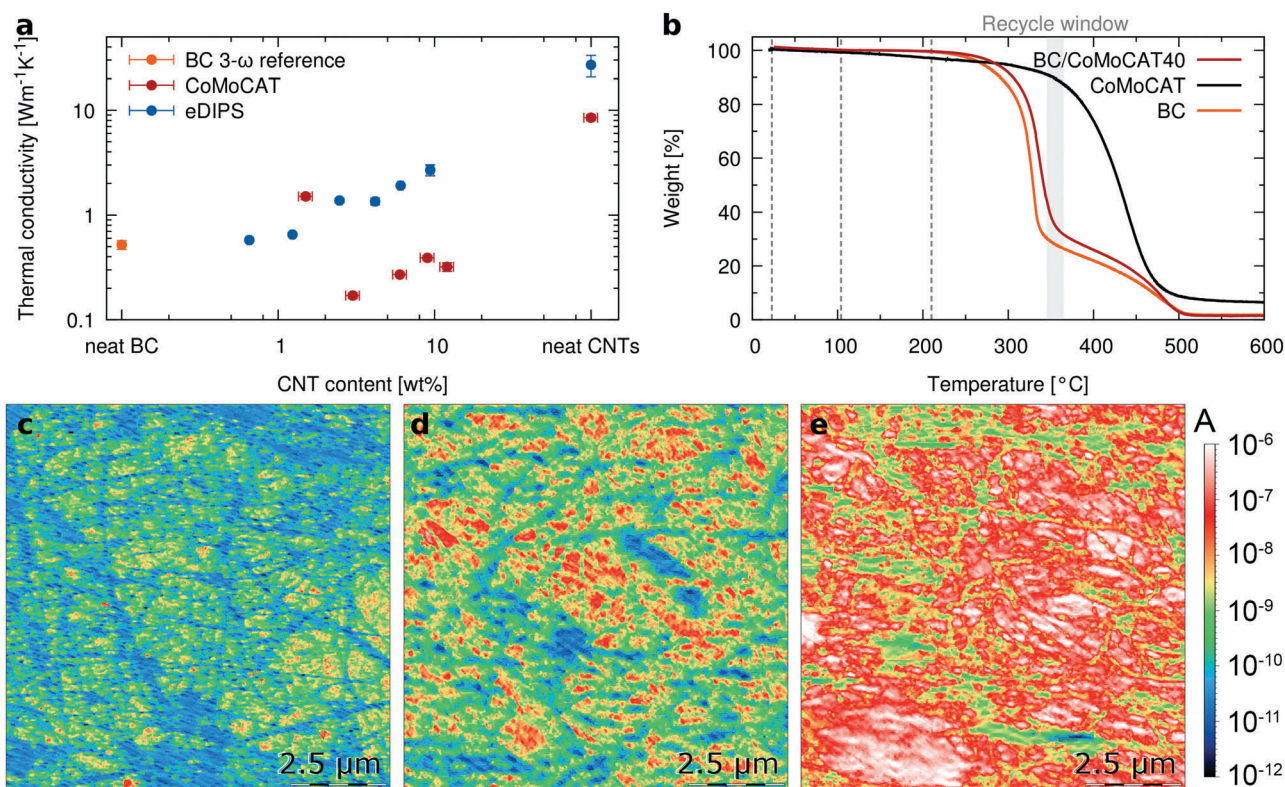 a
Thermal conductivity [Wm⁻¹K⁻¹]
10
1
0.1
BC 3-ω reference
CoMoCAT
eDIPS
neat BC
1
10
neat CNTs
CNT content [wt%]
b
Recycle window
Weight [%]
100
80
60
40
20
0
BC/CoMoCAT40
CoMoCAT
BC
0
100
200
300
400
500
600
Temperature [°C]
c
2.5 µm
d
2.5 µm
e
2.5 µm
A
10⁻⁶
10⁻⁷
10⁻⁸
10⁻⁹
10⁻¹⁰
10⁻¹¹
10⁻¹²